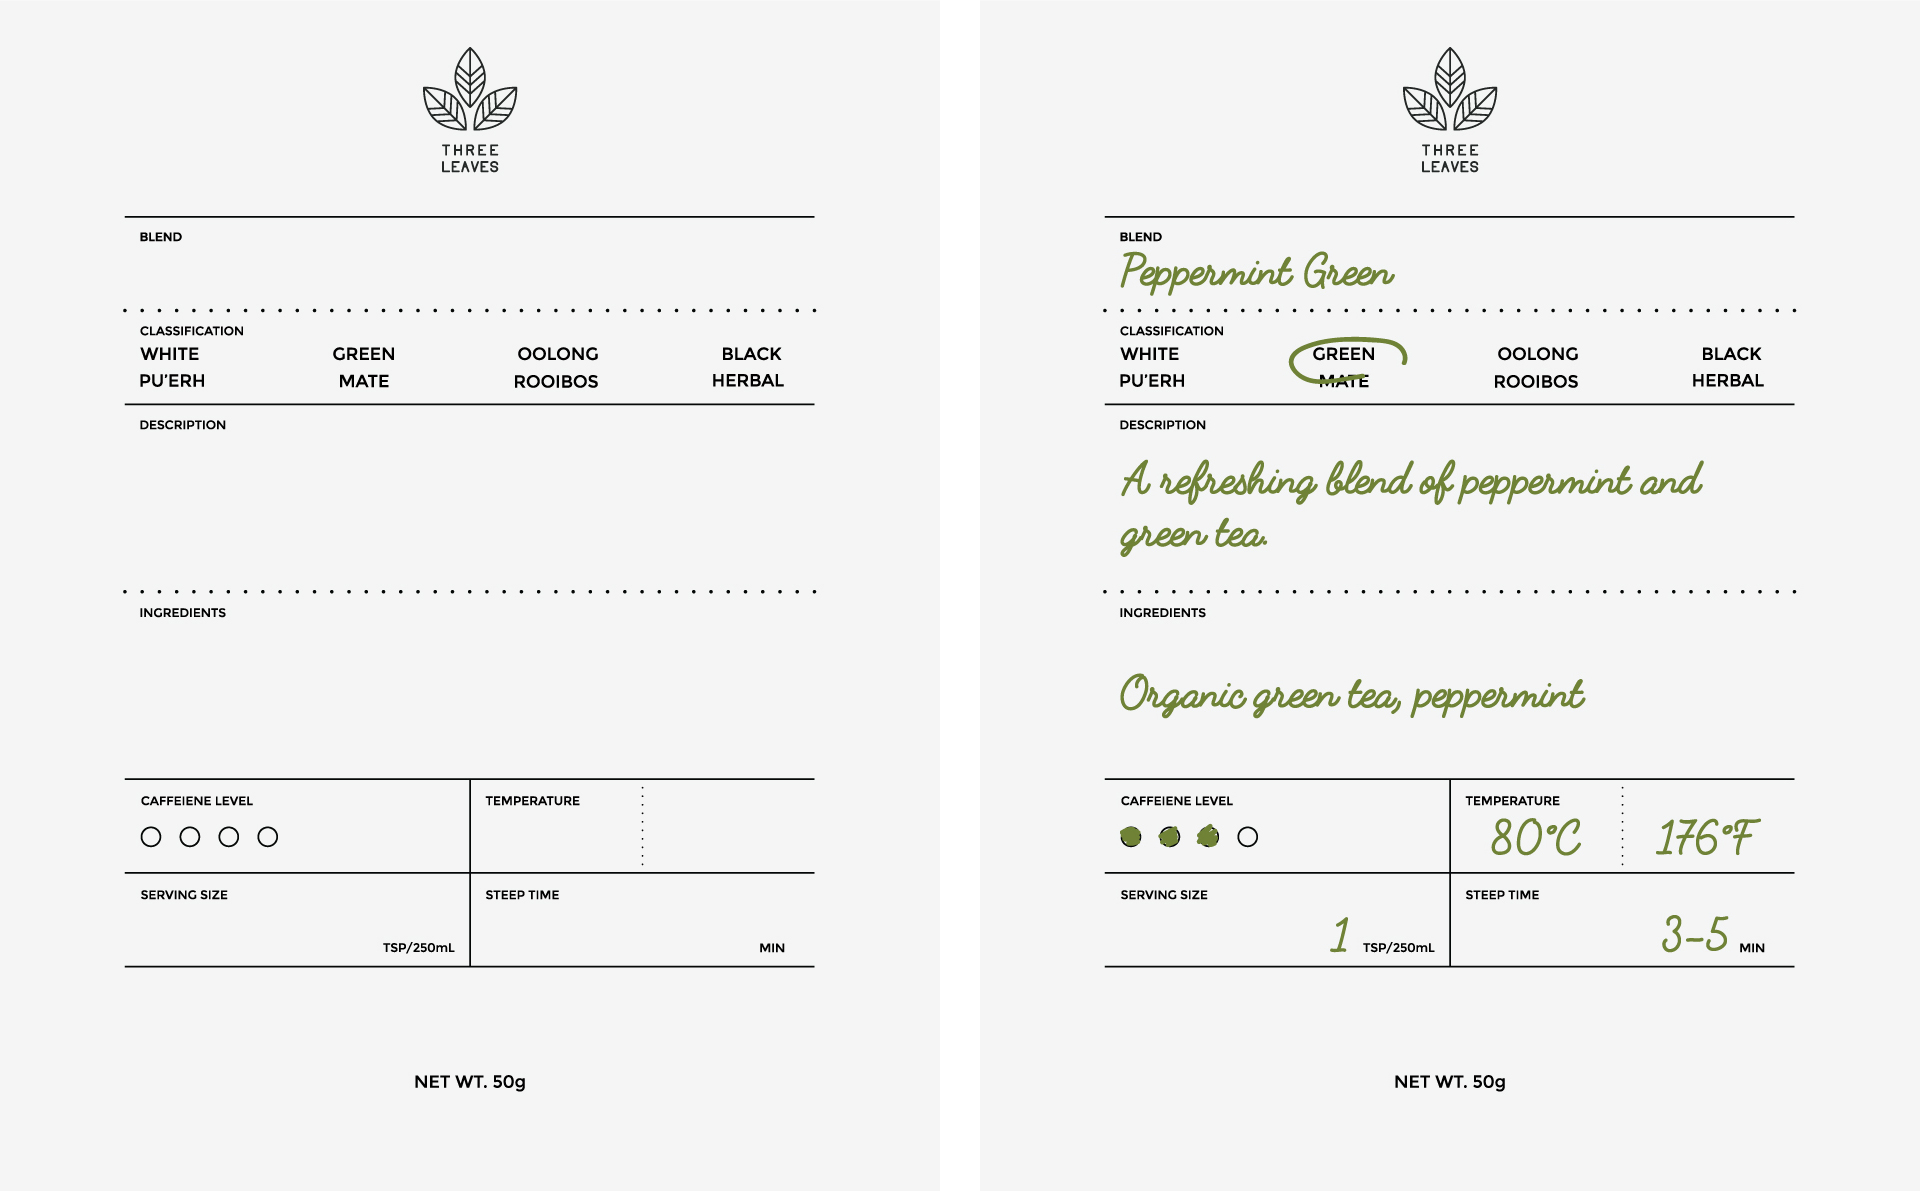 THREE
LEAVES
BLEND
CLASSIFICATION
WHITE GREEN OOLONG BLACK
PU'ERH MATE ROOIBOS HERBAL
DESCRIPTION
INGREDIENTS
CAFFEIENE LEVEL
TEMPERATURE
SERVING SIZE
TSP/250mL
STEEP TIME
MIN
NET WT. 50g
THREE
LEAVES
BLEND
Peppermint Green
CLASSIFICATION
WHITE GREEN OOLONG BLACK
PU'ERH MATE ROOIBOS HERBAL
DESCRIPTION
A refreshing blend of peppermint and
green tea.
INGREDIENTS
Organic green tea, peppermint
CAFFEIENE LEVEL
TEMPERATURE
80°C 176°F
SERVING SIZE
1 TSP/250mL
STEEP TIME
3-5 MIN
NET WT. 50g